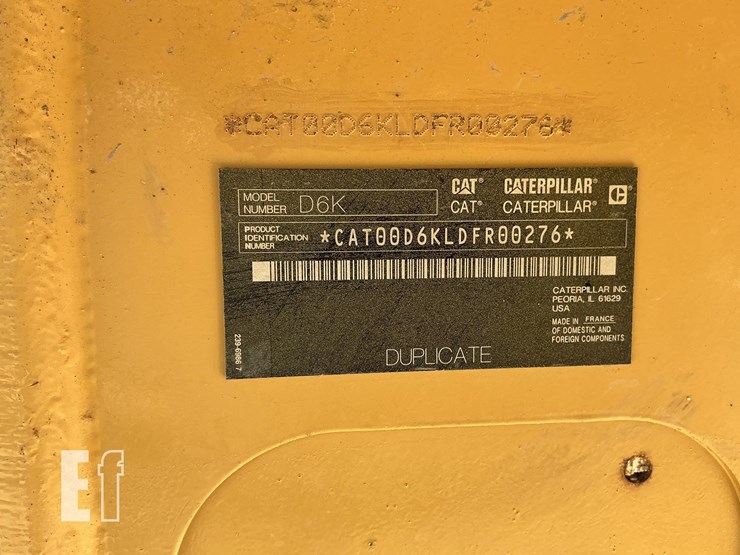 *CAT00D6KLDFR00276*
MODEL NUMBER D6K
CAT® CATERPILLAR®
CAT® CATERPILLAR® C®
PRODUCT IDENTIFICATION NUMBER *CAT00D6KLDFR00276*
CATERPILLAR INC.
PEORIA, IL 61629
USA
MADE IN FRANCE
OF DOMESTIC AND
FOREIGN COMPONENTS
239-6986 7
DUPLICATE
Ef